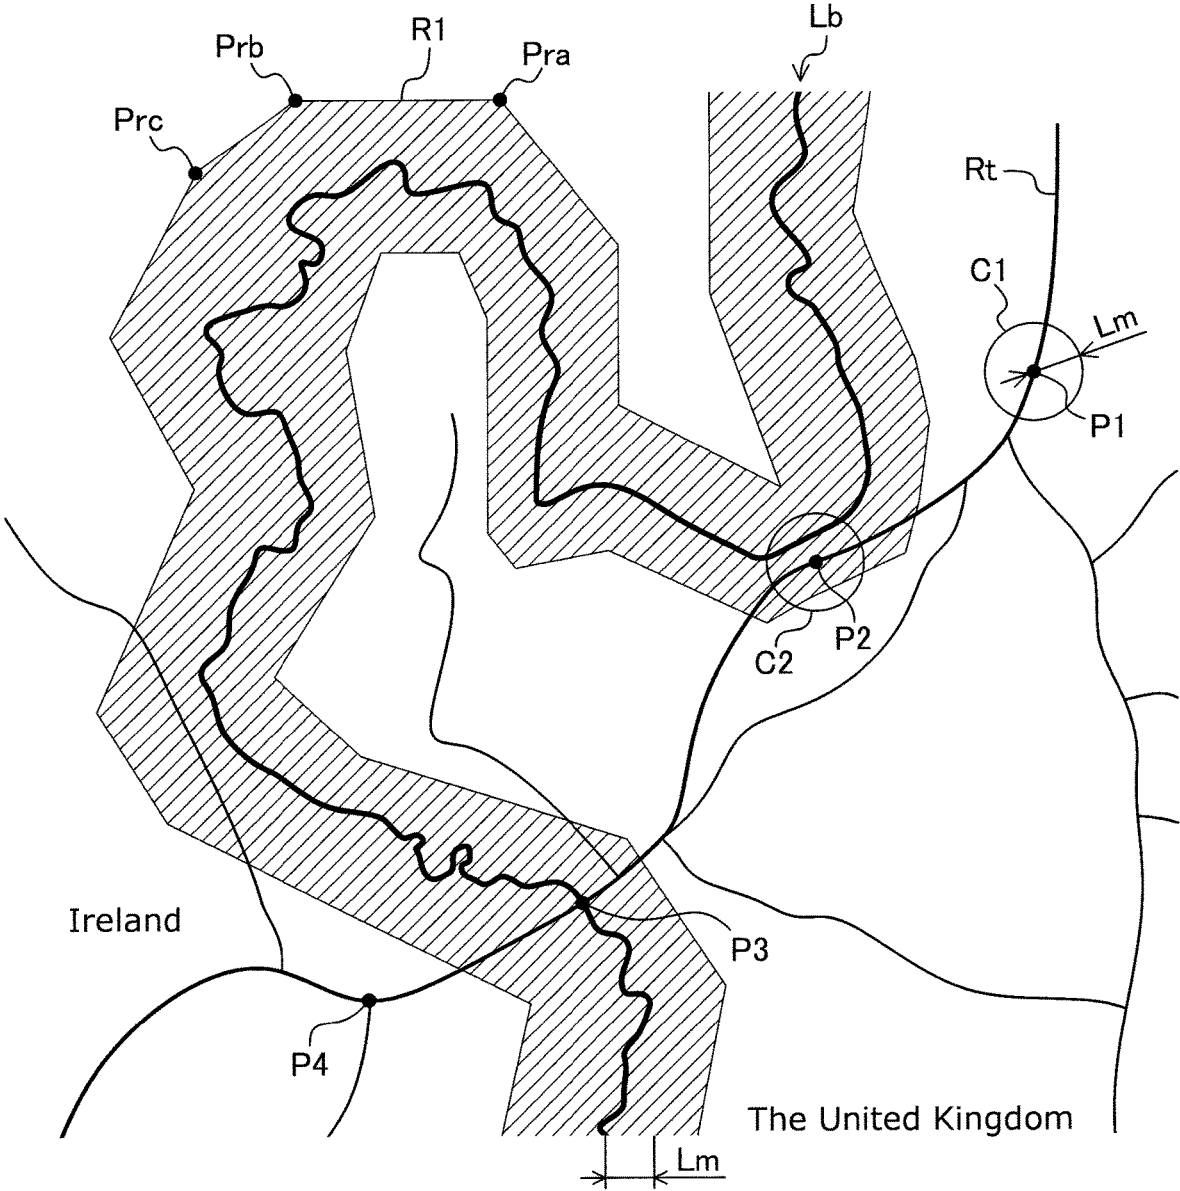 Lb
R1
Prb
Pra
Prc
Rt
C1
Lm
P1
P2
C2
Ireland
P3
P4
The United Kingdom
Lm